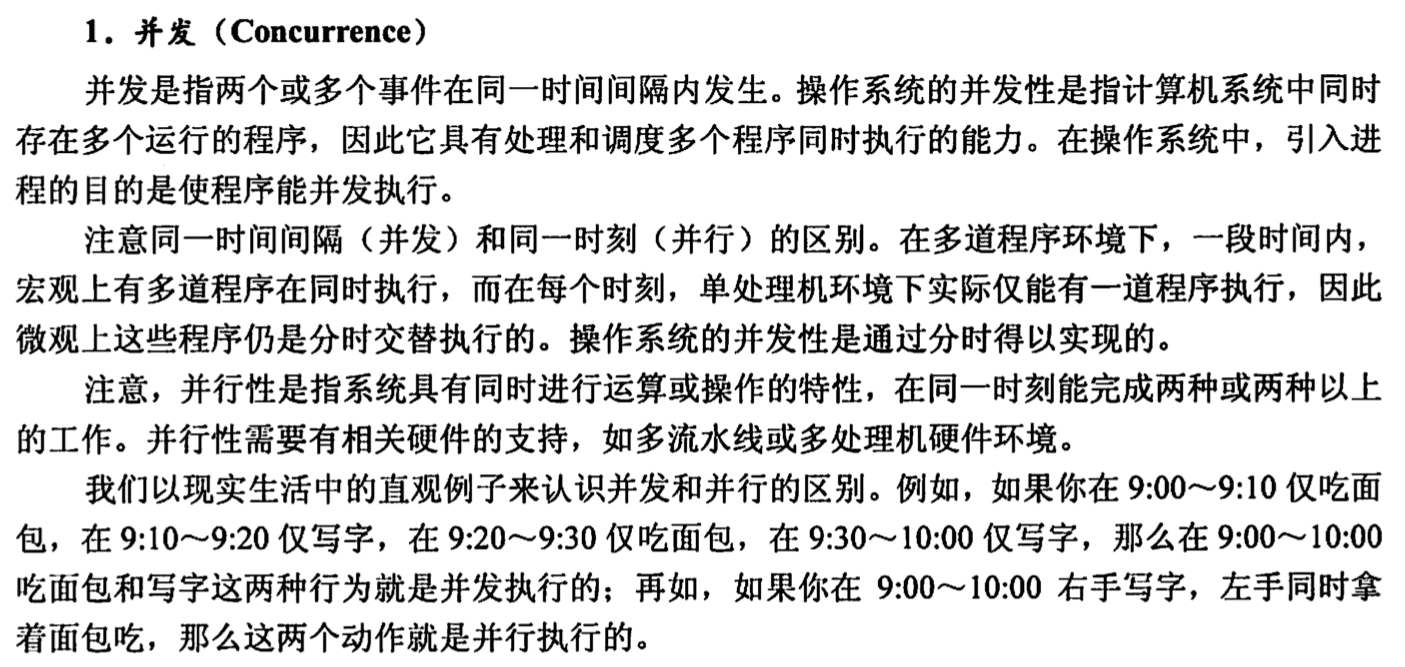 1. 并发（Concurrence）
并发是指两个或多个事件在同一时间间隔内发生。操作系统的并发性是指计算机系统中同时
存在多个运行的程序，因此它具有处理和调度多个程序同时执行的能力。在操作系统中，引入进
程的目的是使程序能并发执行。
注意同一时间间隔（并发）和同一时刻（并行）的区别。在多道程序环境下，一段时间内，
宏观上有多道程序在同时执行，而在每个时刻，单处理机环境下实际仅能有一道程序执行，因此
微观上这些程序仍是分时交替执行的。操作系统的并发性是通过分时得以实现的。
注意，并行性是指系统具有同时进行运算或操作的特性，在同一时刻能完成两种或两种以上
的工作。并行性需要有相关硬件的支持，如多流水线或多处理机硬件环境。
我们以现实生活中的直观例子来认识并发和并行的区别。例如，如果你在 9:00～9:10 仅吃面
包，在 9:10～9:20 仅写字，在 9:20～9:30 仅吃面包，在 9:30～10:00 仅写字，那么在 9:00～10:00
吃面包和写字这两种行为就是并发执行的；再如，如果你在 9:00～10:00 右手写字，左手同时拿
着面包吃，那么这两个动作就是并行执行的。